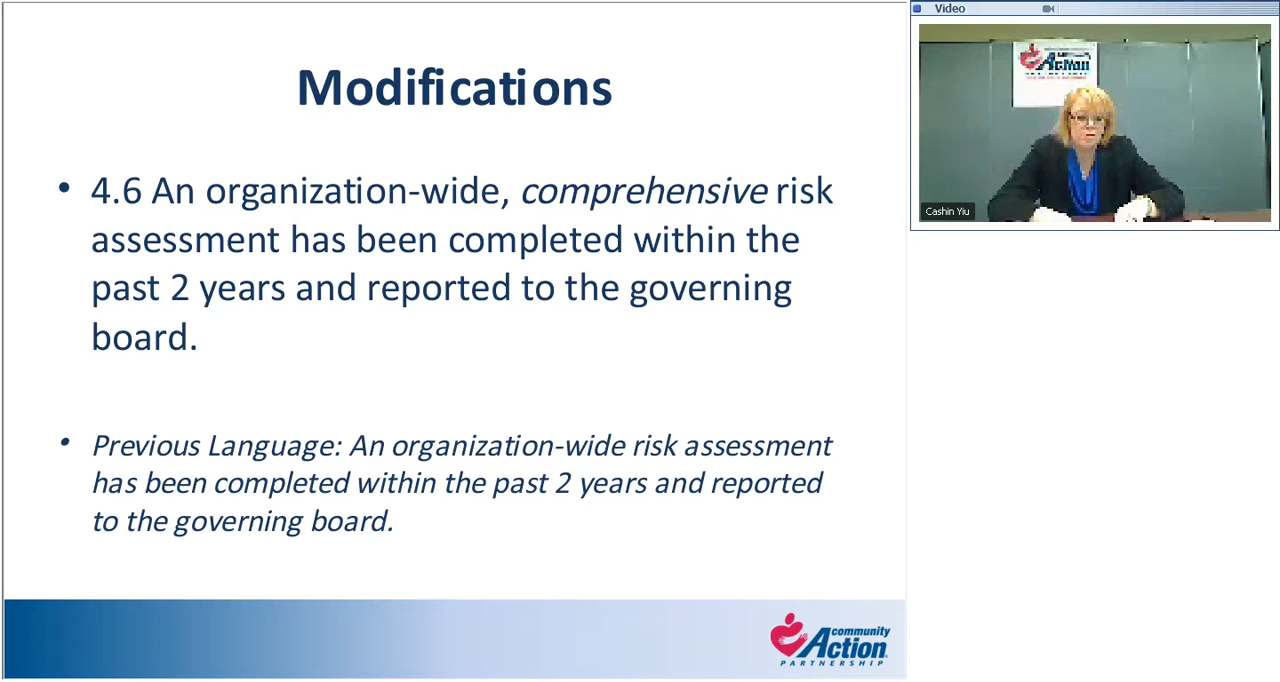 Modifications
• 4.6 An organization-wide, comprehensive risk
assessment has been completed within the
past 2 years and reported to the governing
board.
• Previous Language: An organization-wide risk assessment
has been completed within the past 2 years and reported
to the governing board.
community
Action
PARTNERSHIP
Video
Action
Cashin Yiu